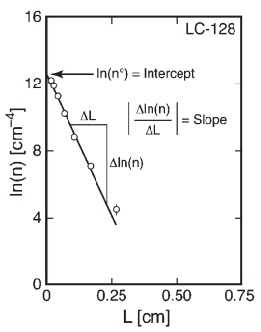 16
LC-128
ln(n°) = Intercept
12
ΔL
|Δln(n)/ΔL| = Slope
Δln(n)
8
4
0
ln(n) [cm⁻⁴]
0 0.25 0.50 0.75
L [cm]